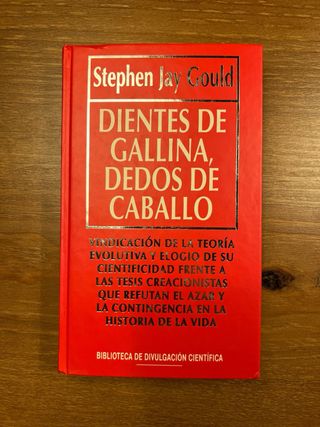 Stephen Jay Gould
DIENTES DE
GALLINA,
DEDOS DE
CABALLO
VINDICACIÓN DE LA TEORÍA
EVOLUTIVA Y ELOGIO DE SU
CIENTIFICIDAD FRENTE A
LAS TESIS CREACIONISTAS
QUE REFUTAN EL AZAR Y
LA CONTINGENCIA EN LA
HISTORIA DE LA VIDA
BIBLIOTECA DE DIVULGACIÓN CIENTÍFICA